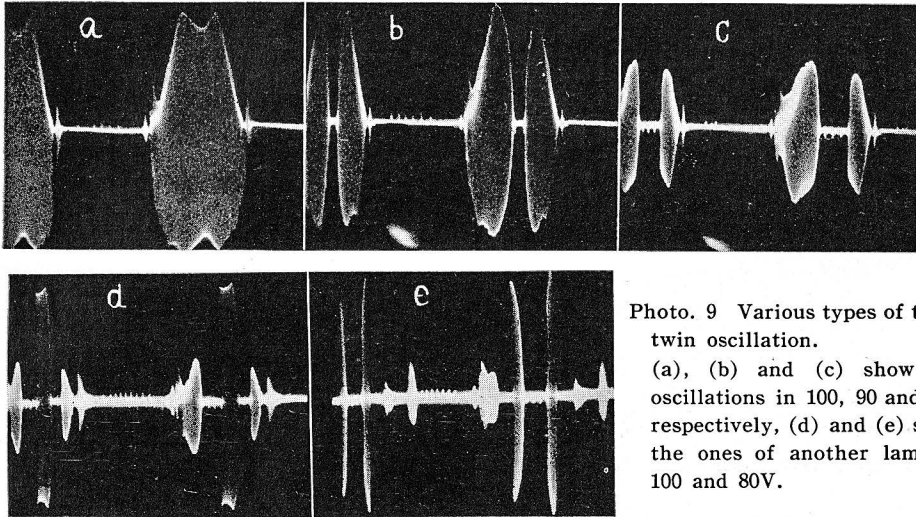 a
b
C
d
e
Photo. 9 Various types of
twin oscillation.
(a), (b) and (c) show
oscillations in 100, 90 and
respectively, (d) and (e)
the ones of another
100 and 80V.